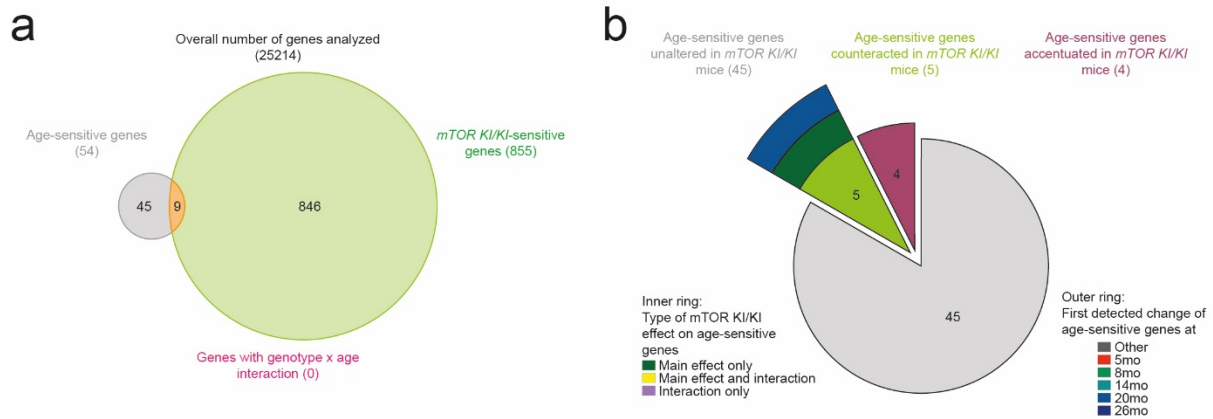 a
Overall number of genes analyzed
(25214)
Age-sensitive genes
(54)
mTOR KI/KI-sensitive
genes (855)
45
9
846
Genes with genotype x age
interaction (0)
b
Age-sensitive genes
unaltered in mTOR KI/KI
mice (45)
Age-sensitive genes
counteracted in mTOR KI/KI
mice (5)
Age-sensitive genes
accentuated in mTOR KI/KI
mice (4)
5
4
45
Inner ring:
Type of mTOR KI/KI
effect on age-sensitive
genes
Main effect only
Main effect and interaction
Interaction only
Outer ring:
First detected change of
age-sensitive genes at
Other
5mo
8mo
14mo
20mo
26mo